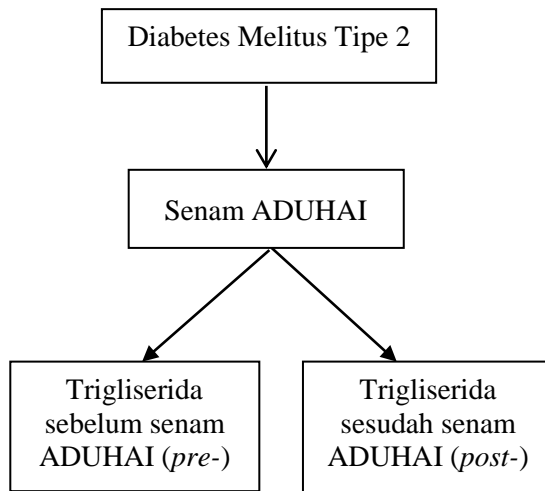 Diabetes Melitus Tipe 2
Senam ADUHAI
Trigliserida
sebelum senam
ADUHAI (pre-)
Trigliserida
sesudah senam
ADUHAI (post-)